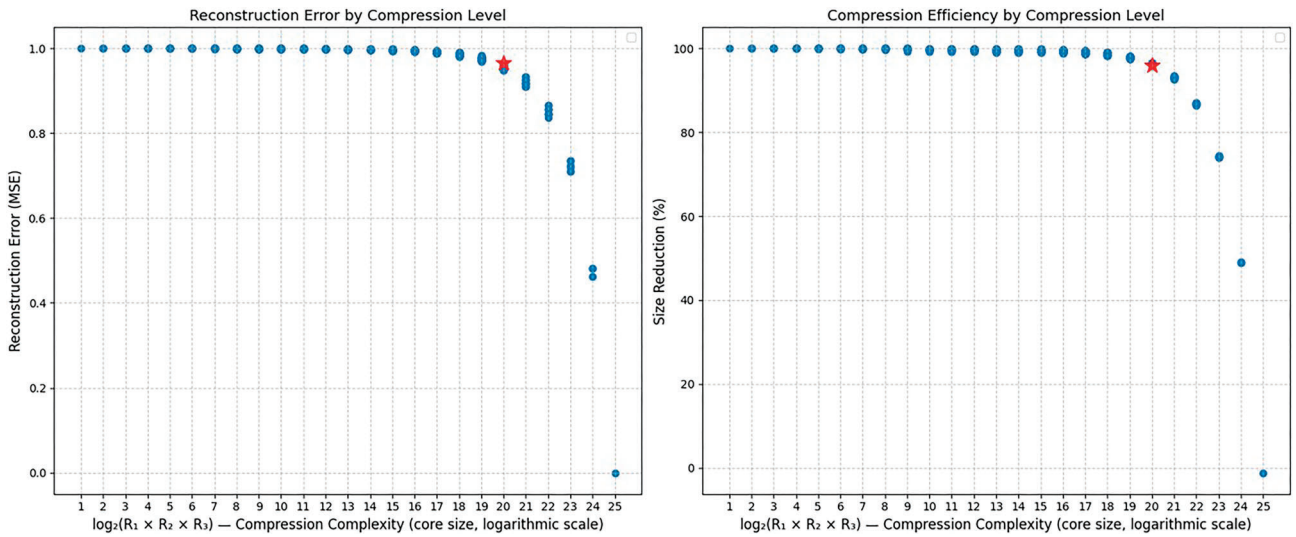 Reconstruction Error by Compression Level
Reconstruction Error (MSE)
1.0
0.8
0.6
0.4
0.2
0.0
1 2 3 4 5 6 7 8 9 10 11 12 13 14 15 16 17 18 19 20 21 22 23 24 25
log₂(R₁ × R₂ × R₃) — Compression Complexity (core size, logarithmic scale)
Compression Efficiency by Compression Level
Size Reduction (%)
100
80
60
40
20
0
1 2 3 4 5 6 7 8 9 10 11 12 13 14 15 16 17 18 19 20 21 22 23 24 25
log₂(R₁ × R₂ × R₃) — Compression Complexity (core size, logarithmic scale)